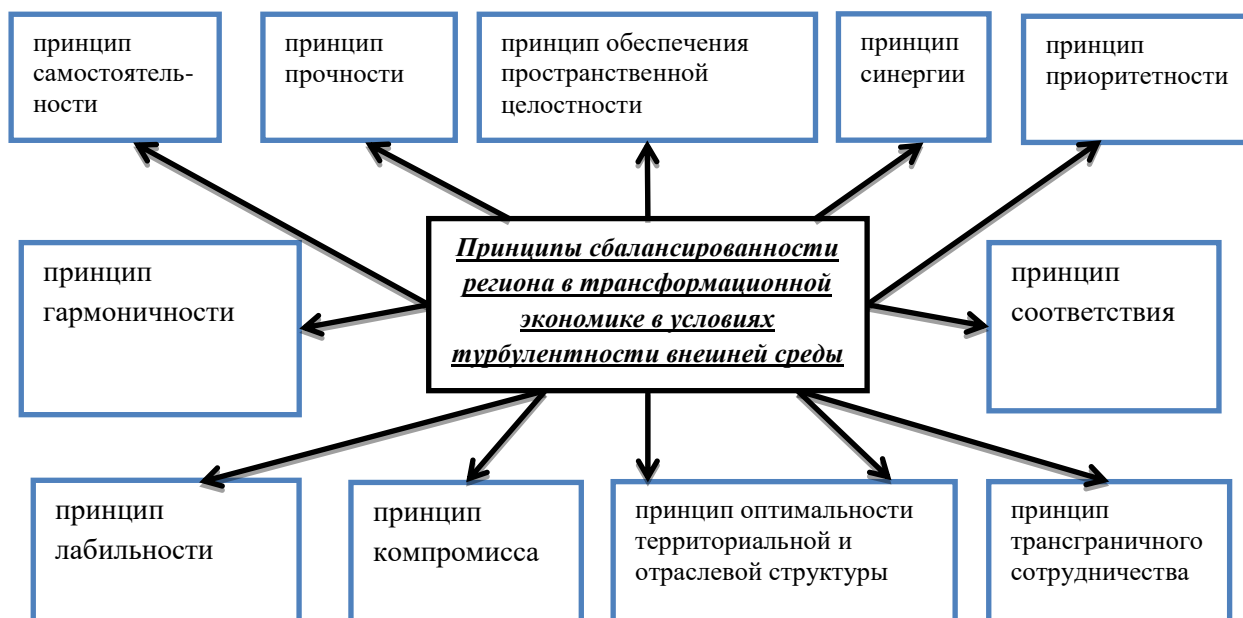 принцип
самостоятель-
ности
принцип
прочности
принцип обеспечения
пространственной
целостности
принцип
синергии
принцип
приоритетности
принцип
гармоничности
Принципы сбалансированности
региона в трансформационной
экономике в условиях
турбулентности внешней среды
принцип
соответствия
принцип
лабильности
принцип
компромисса
принцип оптимальности
территориальной и
отраслевой структуры
принцип
трансграничного
сотрудничества